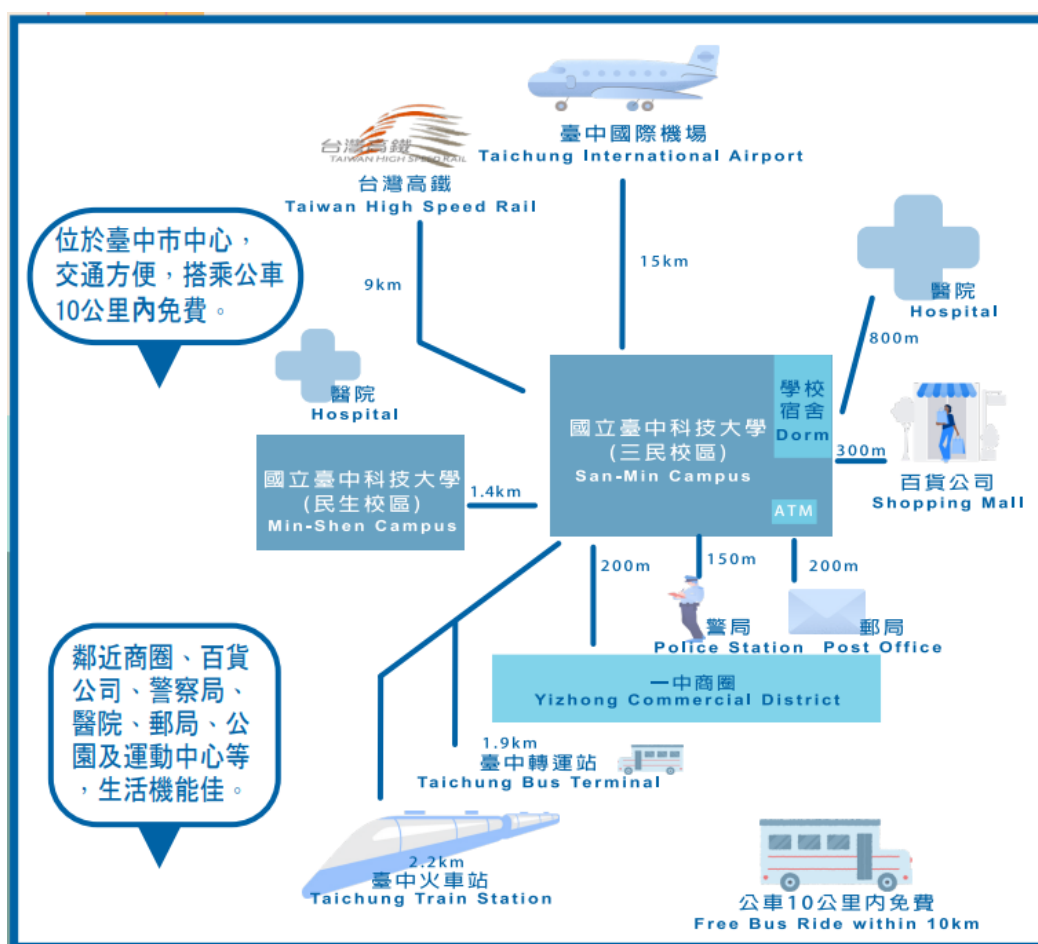 臺中國際機場
Taichung International Airport
台灣高鐵
TAIWAN HIGH SPEED RAIL
台灣高鐵
Taiwan High Speed Rail
位於臺中市中心，
交通方便，搭乘公車
10公里內免費。
9km
15km
醫院
Hospital
800m
醫院
Hospital
學校
宿舍
Dorm
國立臺中科技大學
(三民校區)
San-Min Campus
ATM
300m
百貨公司
Shopping Mall
國立臺中科技大學
(民生校區)
Min-Shen Campus
1.4km
200m
150m
200m
警局
Police Station
郵局
Post Office
一中商圈
Yizhong Commercial District
鄰近商圈、百貨
公司、警察局、
醫院、郵局、公
園及運動中心等
，生活機能佳。
1.9km
臺中轉運站
Taichung Bus Terminal
2.2km
臺中火車站
Taichung Train Station
公車10公里內免費
Free Bus Ride within 10km